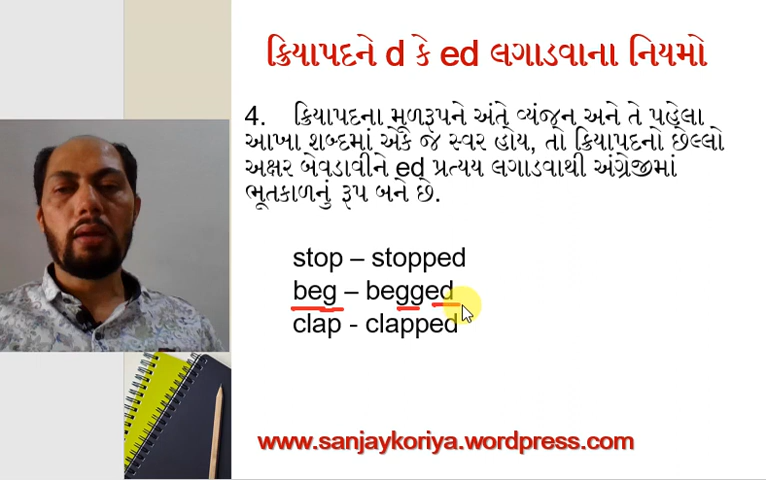 ક્રિયાપદને d કે ed લગાડવાના નિયમો
4. ક્રિયાપદના મૂળરૂપને અંતે વ્યંજન અને તે પહેલા
આખા શબ્દમાં એક જ સ્વર હોય, તો ક્રિયાપદનો છેલ્લો
અક્ષર બેવડાવીને ed પ્રત્યય લગાડવાથી અંગ્રેજીમાં
ભૂતકાળનું રૂપ બને છે.
stop – stopped
beg – begged
clap - clapped
www.sanjaykoriya.wordpress.com